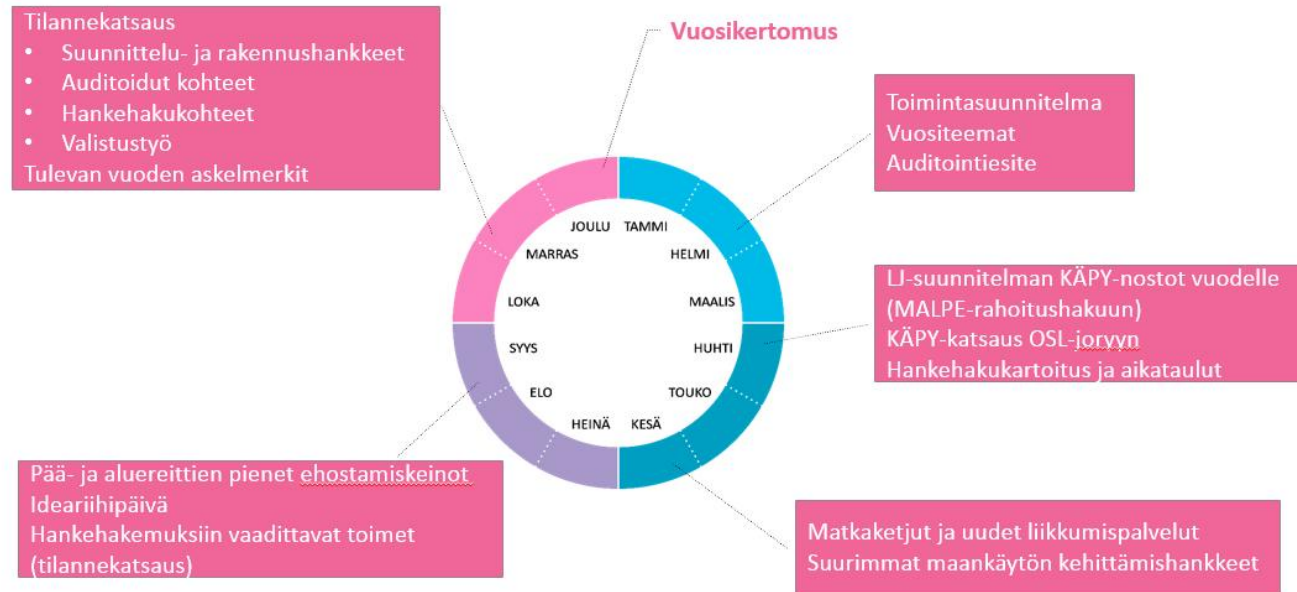 Tilannekatsaus
• Suunnittelu- ja rakennushankkeet
• Auditoidut kohteet
• Hankehakukohteet
• Valistustyö
Tulevan vuoden askelmerkit
Vuosikertomus
Toimintasuunnitelma
Vuositeemat
Auditointiesite
JOULU TAMMI
MARRAS HELMI
LOKA MAALIS
SYYS HUHTI
ELO TOUKO
HEINÄ KESÄ
LJ-suunnitelman KÄPY-nostot vuodelle
(MALPE-rahoitushakuun)
KÄPY-katsaus OSL-jorvyn
Hankehakukartoitus ja aikataulut
Pää- ja aluereittien pienet ehostamiskeinot
Ideariihipäivä
Hankehakemuksiin vaadittavat toimet
(tilannekatsaus)
Matkaketjut ja uudet liikkumispalvelut
Suurimmat maankäytön kehittämishankkeet